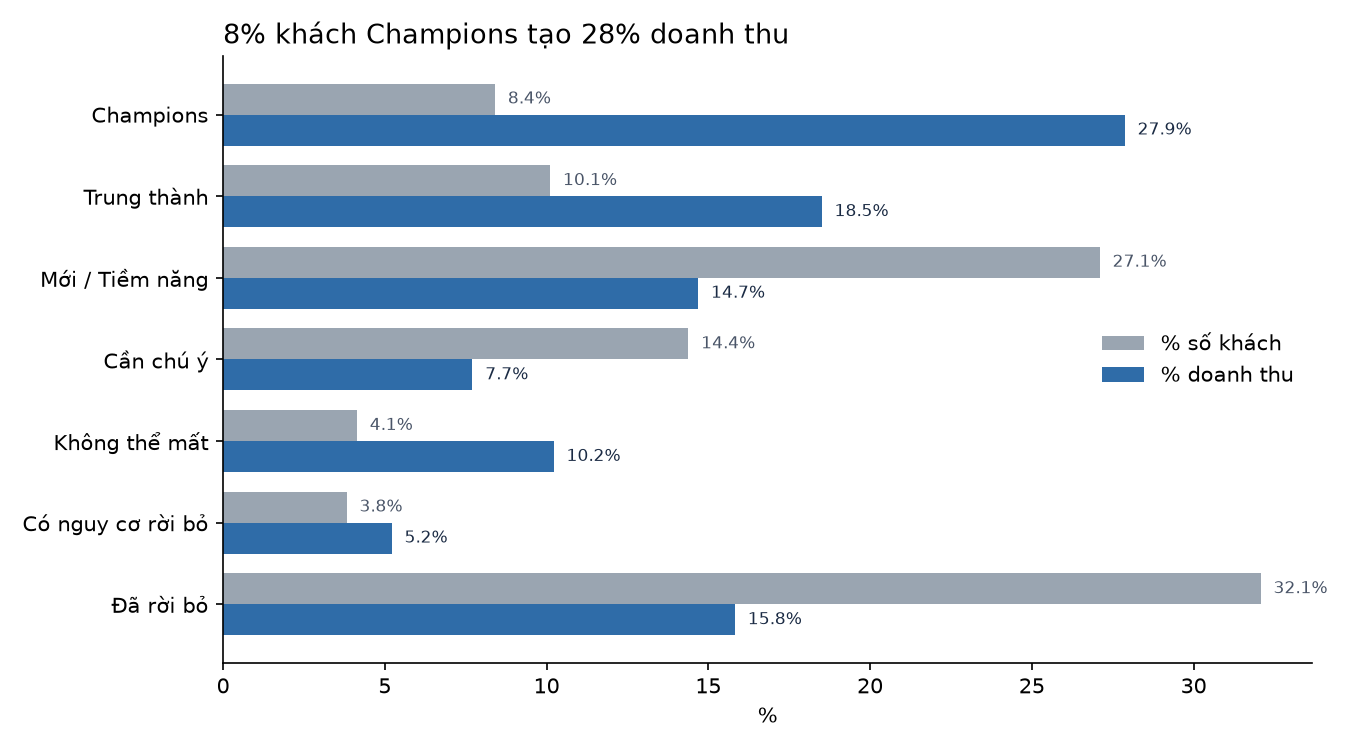 8% khách Champions tạo 28% doanh thu
Champions
8.4%
27.9%
Trung thành
10.1%
18.5%
Mới / Tiềm năng
27.1%
14.7%
Cần chú ý
14.4%
7.7%
% số khách
% doanh thu
Không thể mất
4.1%
10.2%
Có nguy cơ rời bỏ
3.8%
5.2%
Đã rời bỏ
32.1%
15.8%
0 5 10 15 20 25 30
%